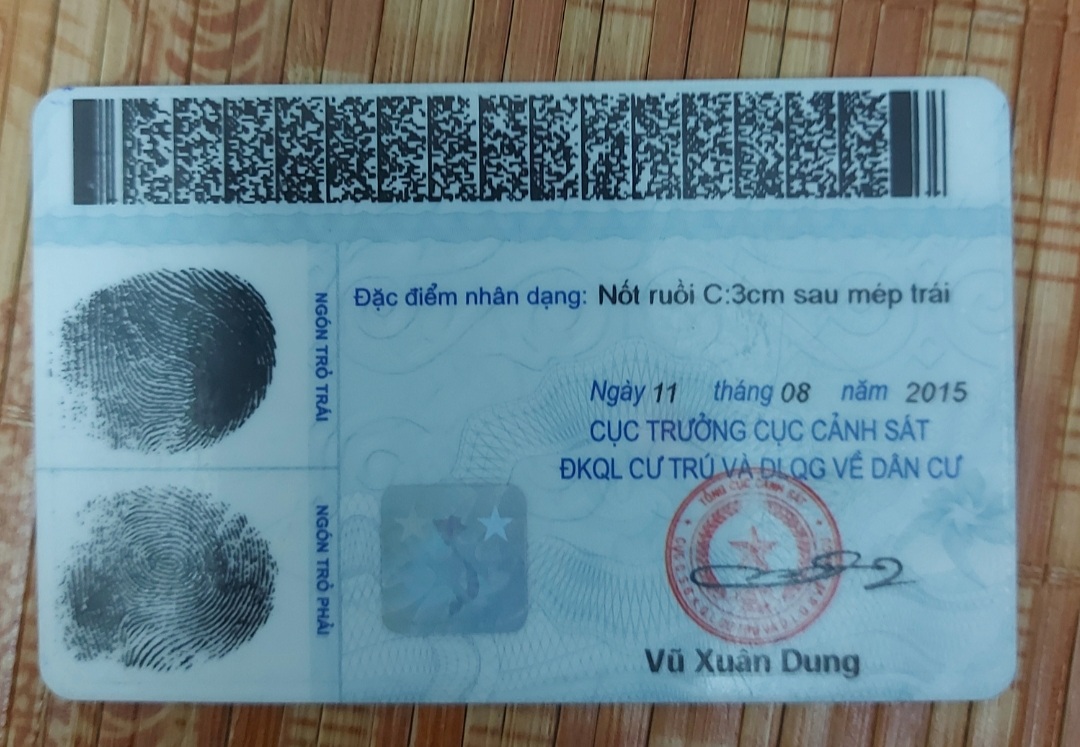 NGÓN TRỎ TRÁI
Đặc điểm nhân dạng: Nốt ruồi C:3cm sau mép trái
Ngày 11 tháng 08 năm 2015
CỤC TRƯỞNG CỤC CẢNH SÁT
ĐKQL CƯ TRÚ VÀ DLQG VỀ DÂN CƯ
NGÓN TRỎ PHẢI
TỔNG CỤC CẢNH SÁT
Vũ Xuân Dung